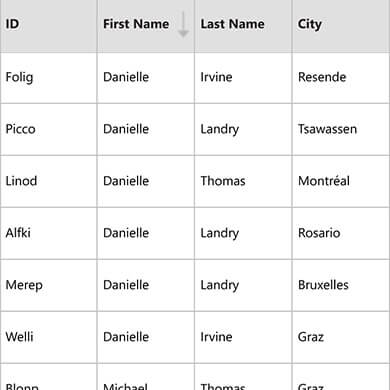 ID First Name Last Name City
Folig Danielle Irvine Resende
Picco Danielle Landry Tsawassen
Linod Danielle Thomas Montréal
Alfki Danielle Landry Rosario
Merep Danielle Landry Bruxelles
Welli Danielle Irvine Graz
Blonp Michael Thomas Graz